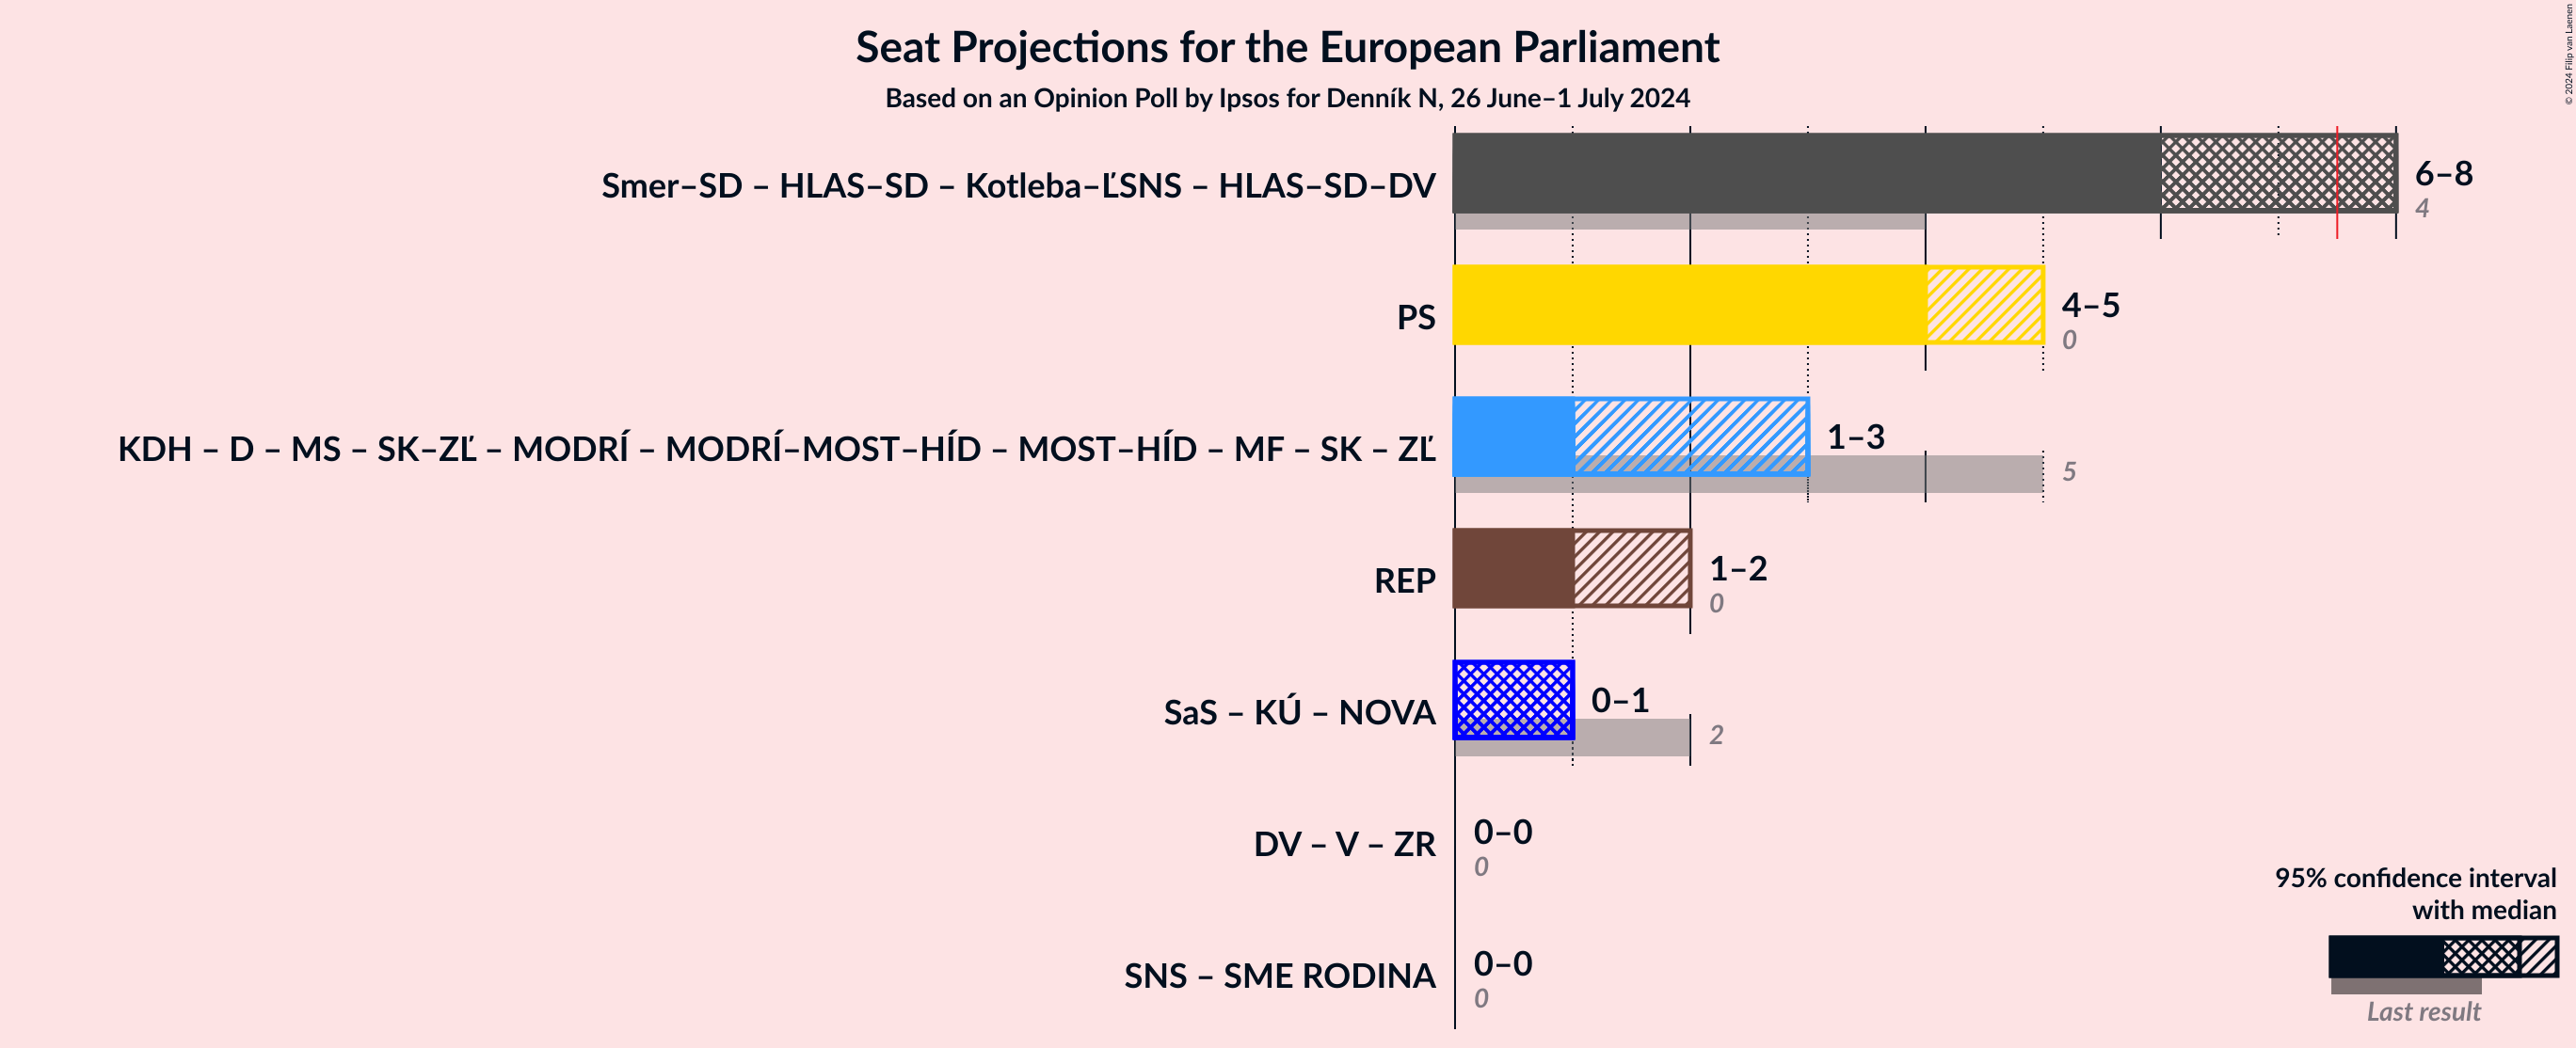 Seat Projections for the European Parliament
Based on an Opinion Poll by Ipsos for Denník N, 26 June–1 July 2024
© 2024 Filip van Laenen
Smer–SD – HLAS–SD – Kotleba–ĽSNS – HLAS–SD–DV
6–8
4
PS
4–5
0
KDH – D – MS – SK–ZĽ – MODRÍ – MODRÍ–MOST–HÍD – MOST–HÍD – MF – SK – ZĽ
1–3
5
REP
1–2
0
SaS – KÚ – NOVA
0–1
2
DV – V – ZR
0–0
0
SNS – SME RODINA
0–0
0
95% confidence interval
with median
Last result